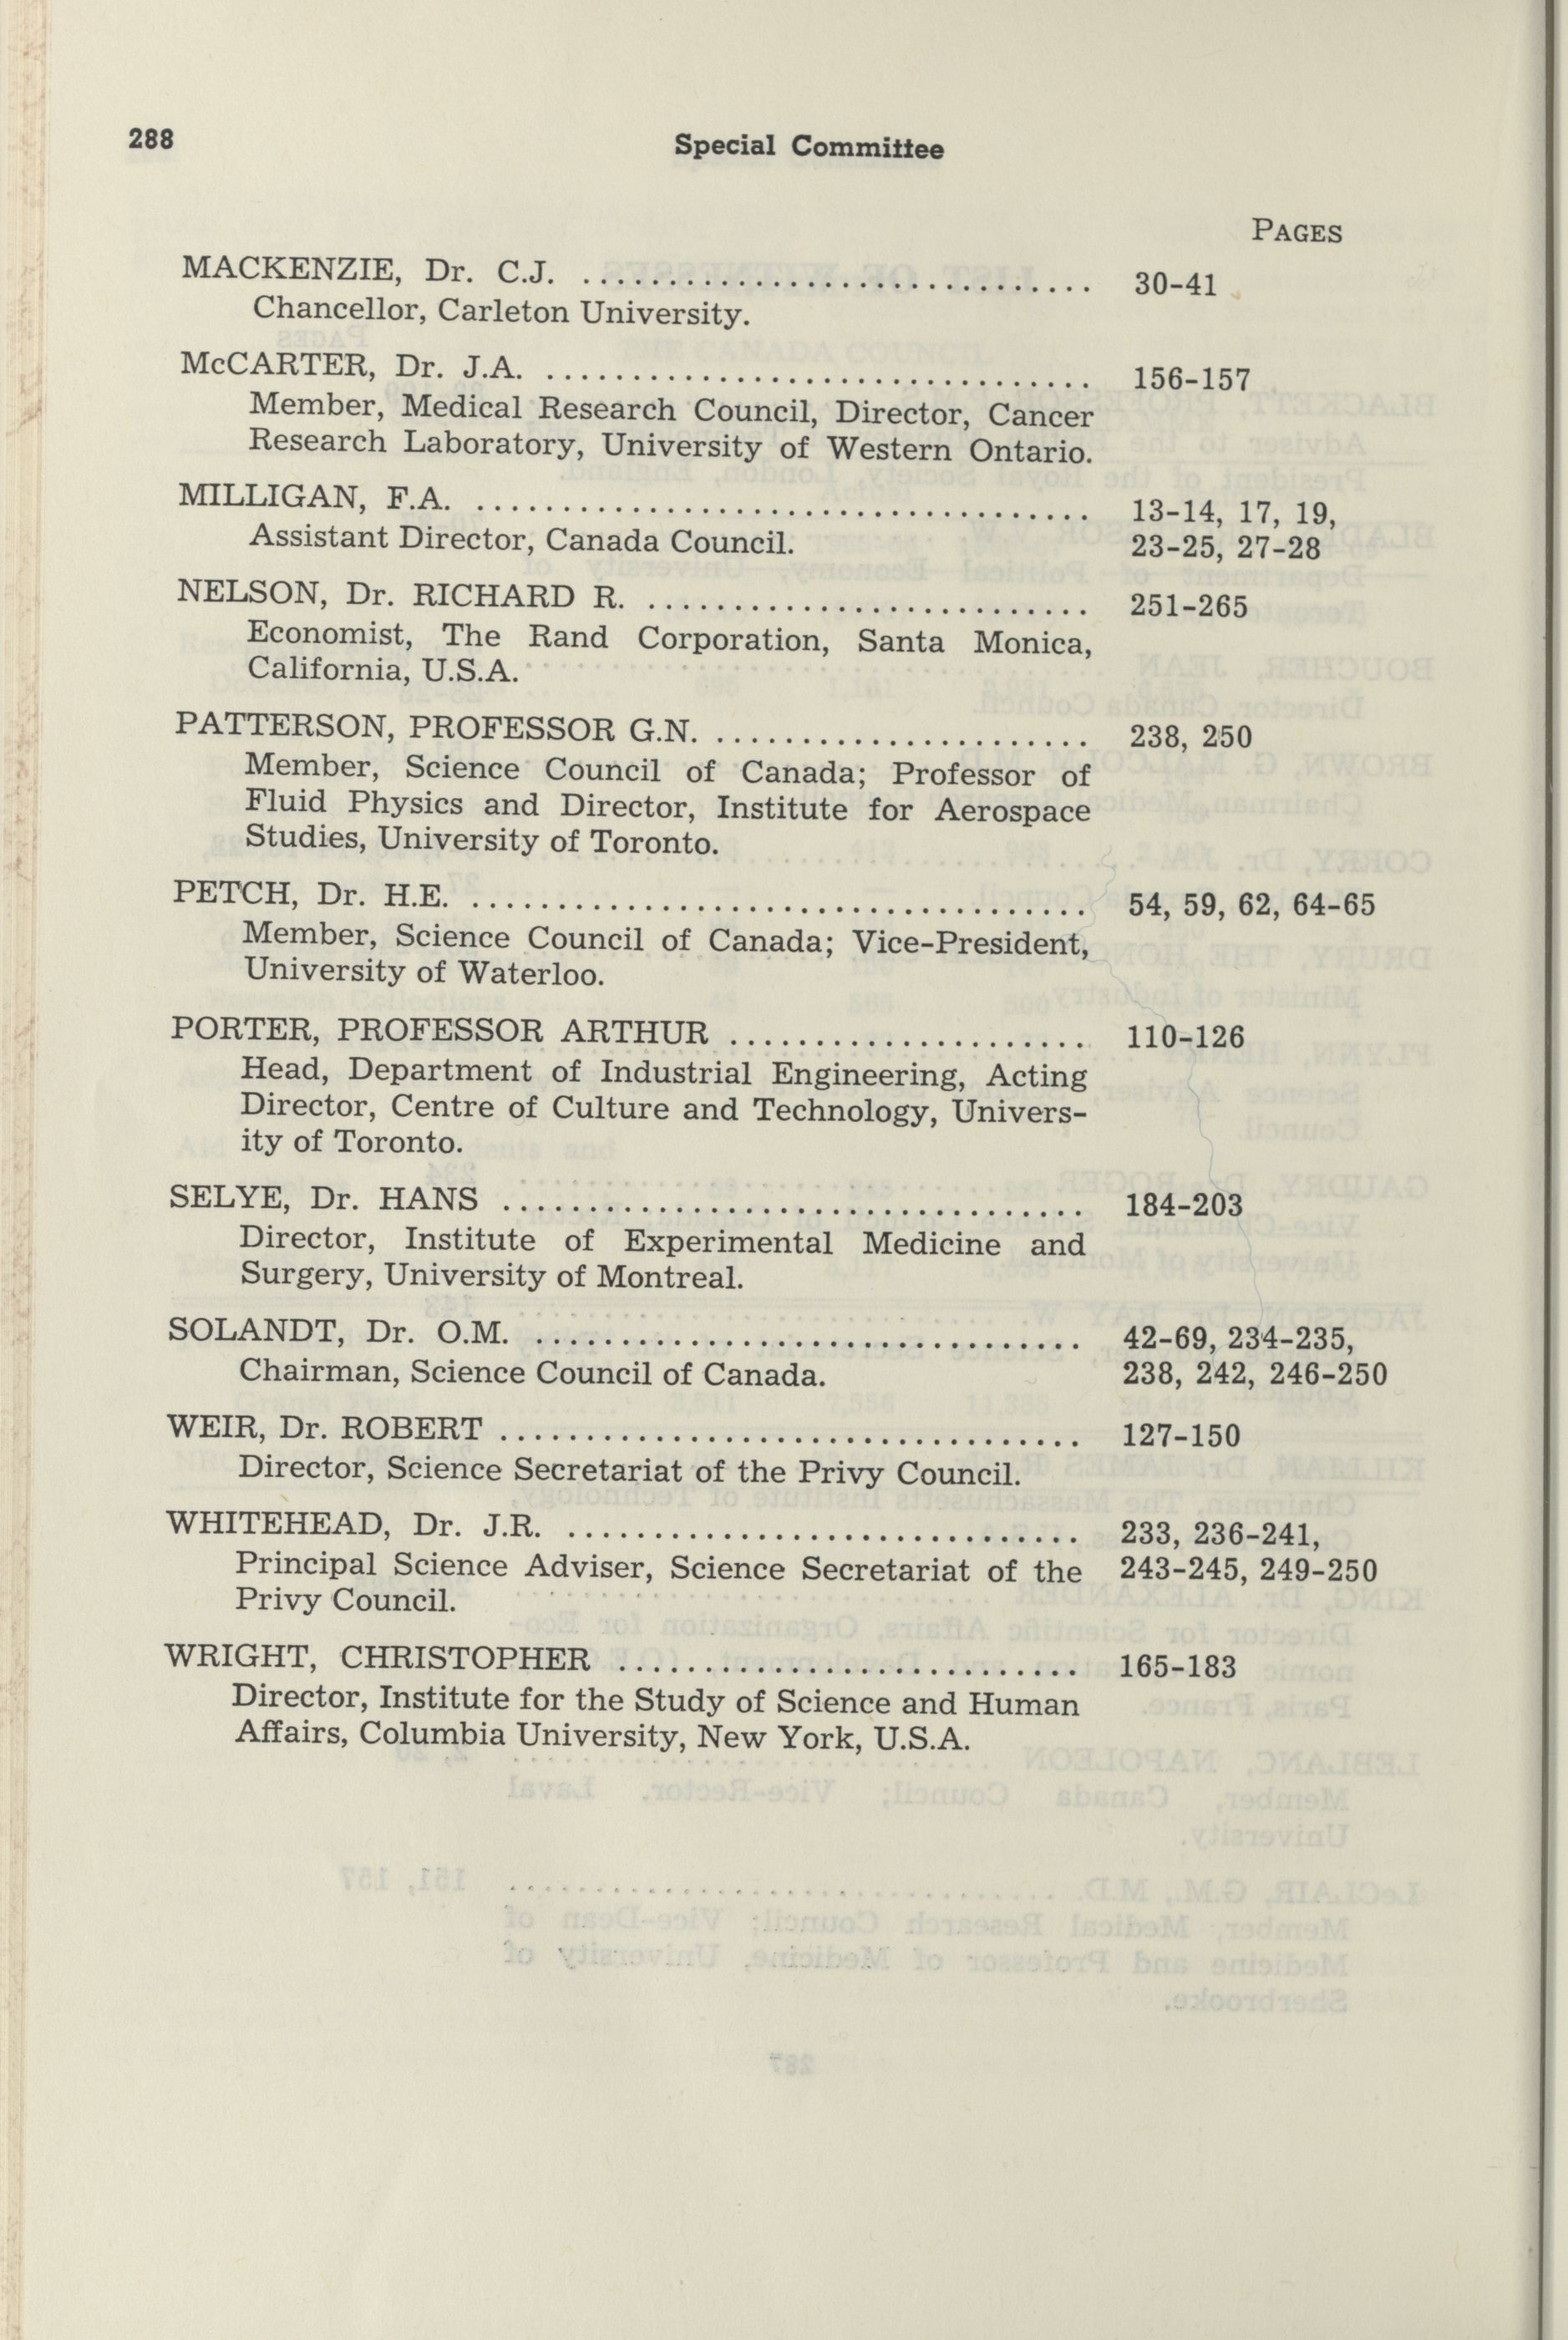 288
Special Committee
PAGES
MACKENZIE, Dr. C.J. .............................. 30-41
Chancellor, Carleton University.
McCARTER, Dr. J.A. ................................ 156-157
Member, Medical Research Council, Director, Cancer
Research Laboratory, University of Western Ontario.
MILLIGAN, F.A. .................................... 13-14, 17, 19,
Assistant Director, Canada Council. 23-25, 27-28
NELSON, Dr. RICHARD R. .......................... 251-265
Economist, The Rand Corporation, Santa Monica,
California, U.S.A.
PATTERSON, PROFESSOR G.N. ...................... 238, 250
Member, Science Council of Canada; Professor of
Fluid Physics and Director, Institute for Aerospace
Studies, University of Toronto.
PETCH, Dr. H.E. .................................... 54, 59, 62, 64-65
Member, Science Council of Canada; Vice-President,
University of Waterloo.
PORTER, PROFESSOR ARTHUR ..................... 110-126
Head, Department of Industrial Engineering, Acting
Director, Centre of Culture and Technology, Univers-
ity of Toronto.
SELYE, Dr. HANS .................................. 184-203
Director, Institute of Experimental Medicine and
Surgery, University of Montreal.
SOLANDT, Dr. O.M. ................................ 42-69, 234-235,
Chairman, Science Council of Canada. 238, 242, 246-250
WEIR, Dr. ROBERT .................................. 127-150
Director, Science Secretariat of the Privy Council.
WHITEHEAD, Dr. J.R. .............................. 233, 236-241,
Principal Science Adviser, Science Secretariat of the 243-245, 249-250
Privy Council.
WRIGHT, CHRISTOPHER ........................... 165-183
Director, Institute for the Study of Science and Human
Affairs, Columbia University, New York, U.S.A.